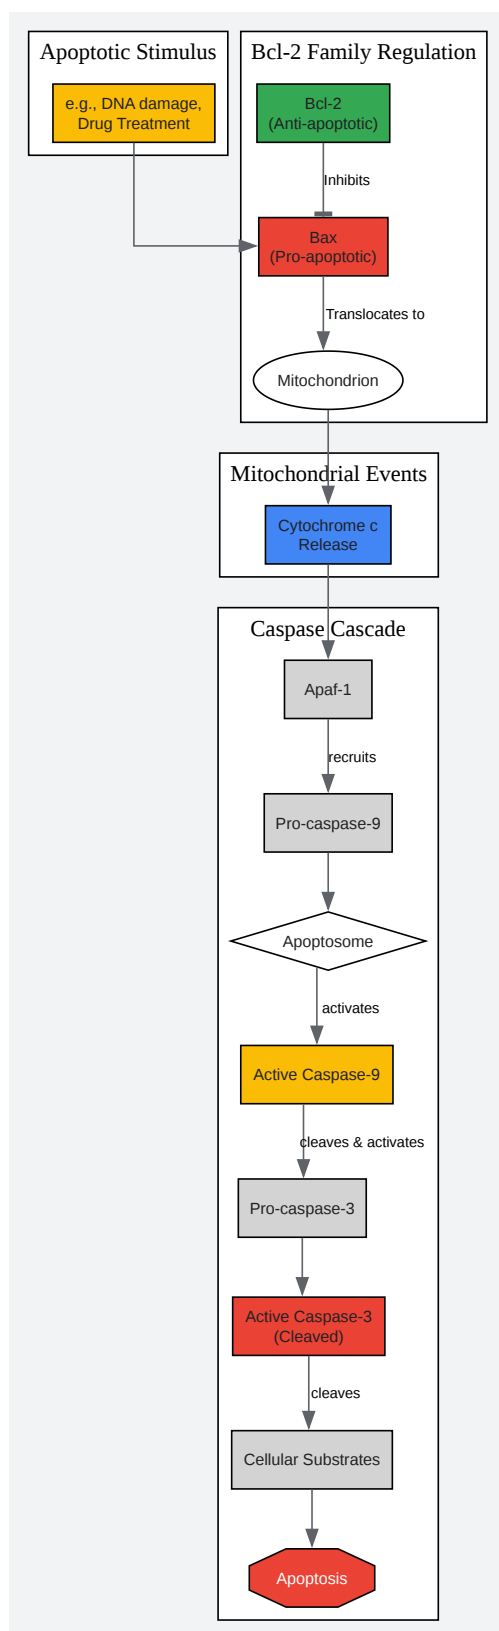 Apoptotic Stimulus
e.g., DNA damage,
Drug Treatment
Bcl-2 Family Regulation
Bcl-2
(Anti-apoptotic)
Inhibits
Bax
(Pro-apoptotic)
Translocates to
Mitochondrion
Mitochondrial Events
Cytochrome c
Release
Caspase Cascade
Apaf-1
recruits
Pro-caspase-9
Apoptosome
activates
Active Caspase-9
cleaves & activates
Pro-caspase-3
Active Caspase-3
(Cleaved)
cleaves
Cellular Substrates
Apoptosis